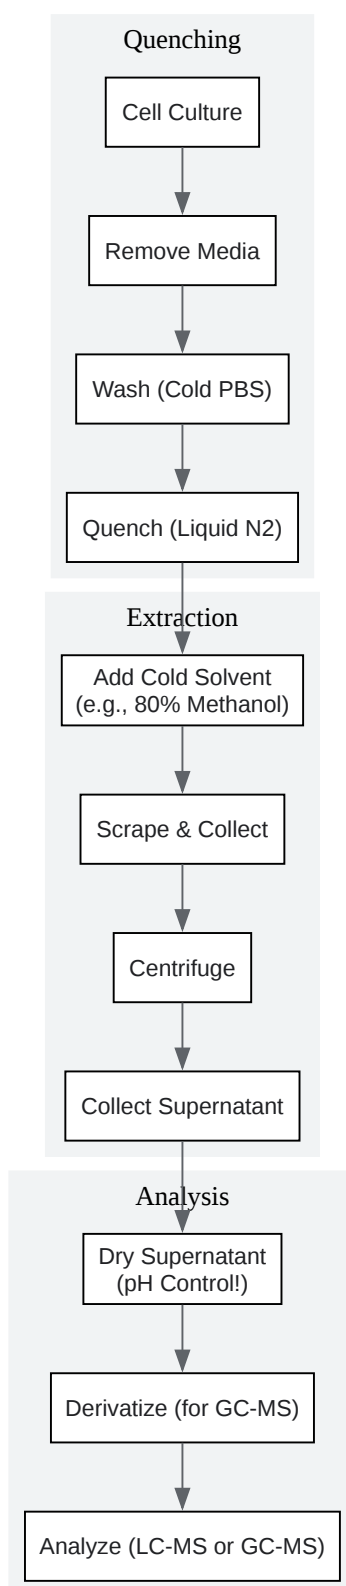 Quenching
Cell Culture
Remove Media
Wash (Cold PBS)
Quench (Liquid N2)
Extraction
Add Cold Solvent
(e.g., 80% Methanol)
Scrape & Collect
Centrifuge
Collect Supernatant
Analysis
Dry Supernatant
(pH Control!)
Derivatize (for GC-MS)
Analyze (LC-MS or GC-MS)